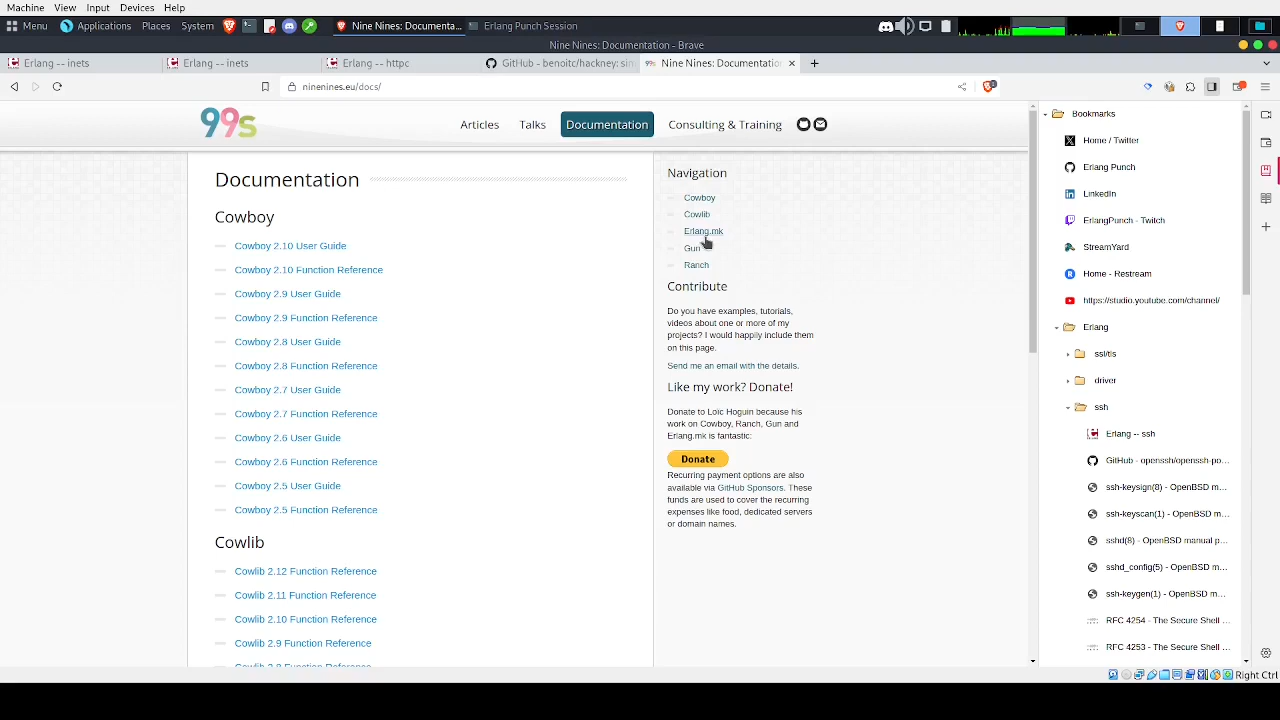 Machine View Input Devices Help
Menu Applications Places System Nine Nines: Documenta... Erlang Punch Session
Nine Nines: Documentation - Brave
Erlang -- inets Erlang -- inets Erlang -- httpc GitHub - benoitc/hackney: sim Nine Nines: Documentation
ninenines.eu/docs/
99s Articles Talks Documentation Consulting & Training
Documentation
Cowboy
Cowboy 2.10 User Guide
Cowboy 2.10 Function Reference
Cowboy 2.9 User Guide
Cowboy 2.9 Function Reference
Cowboy 2.8 User Guide
Cowboy 2.8 Function Reference
Cowboy 2.7 User Guide
Cowboy 2.7 Function Reference
Cowboy 2.6 User Guide
Cowboy 2.6 Function Reference
Cowboy 2.5 User Guide
Cowboy 2.5 Function Reference
Cowlib
Cowlib 2.12 Function Reference
Cowlib 2.11 Function Reference
Cowlib 2.10 Function Reference
Cowlib 2.9 Function Reference
Cowlib 2.8 Function Reference
Navigation
Cowboy
Cowlib
Erlang.mk
Gun
Ranch
Contribute
Do you have examples, tutorials,
videos about one or more of my
projects? I would happily include them
on this page.
Send me an email with the details.
Like my work? Donate!
Donate to Loïc Hoguin because his
work on Cowboy, Ranch, Gun and
Erlang.mk is fantastic:
Donate
Recurring payment options are also
available via GitHub Sponsors. These
funds are used to cover the recurring
expenses like food, dedicated servers
or domain names.
Bookmarks
Home / Twitter
Erlang Punch
LinkedIn
ErlangPunch - Twitch
StreamYard
Home - Restream
https://studio.youtube.com/channel/
Erlang
ssl/tls
driver
ssh
Erlang -- ssh
GitHub - openssh/openssh-po...
ssh-keysign(8) - OpenBSD m...
ssh-keyscan(1) - OpenBSD m...
sshd(8) - OpenBSD manual p...
sshd_config(5) - OpenBSD m...
ssh-keygen(1) - OpenBSD m...
RFC 4254 - The Secure Shell ...
RFC 4253 - The Secure Shell ...
Right Ctrl